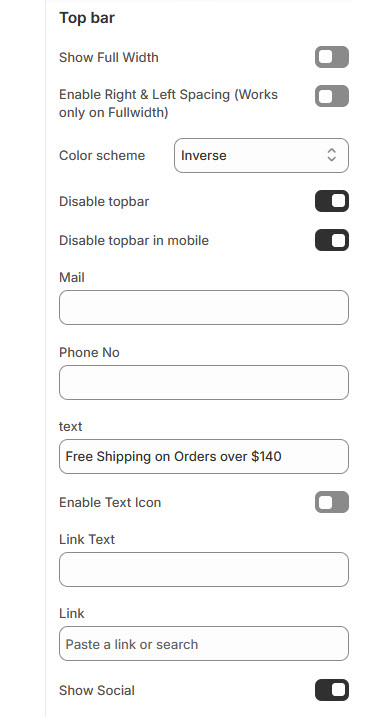 Top bar
Show Full Width
Enable Right & Left Spacing (Works
only on Fullwidth)
Color scheme
Inverse
Disable topbar
Disable topbar in mobile
Mail
Phone No
text
Free Shipping on Orders over $140
Enable Text Icon
Link Text
Link
Paste a link or search
Show Social